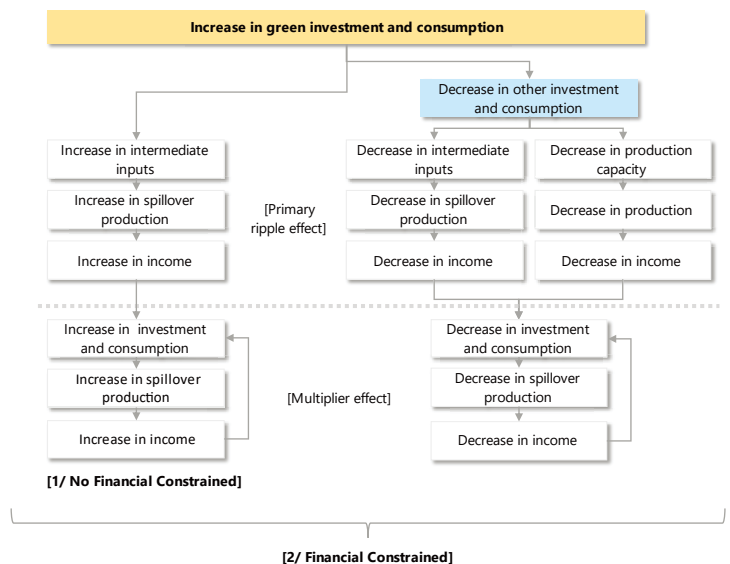 Increase in green investment and consumption
Decrease in other investment
and consumption
Increase in intermediate
inputs
Decrease in intermediate
inputs
Decrease in production
capacity
Increase in spillover
production
[Primary
ripple effect]
Decrease in spillover
production
Decrease in production
Increase in income
Decrease in income
Decrease in income
Increase in investment
and consumption
Decrease in investment
and consumption
Increase in spillover
production
[Multiplier effect]
Decrease in spillover
production
Increase in income
Decrease in income
[1/ No Financial Constrained]
[2/ Financial Constrained]